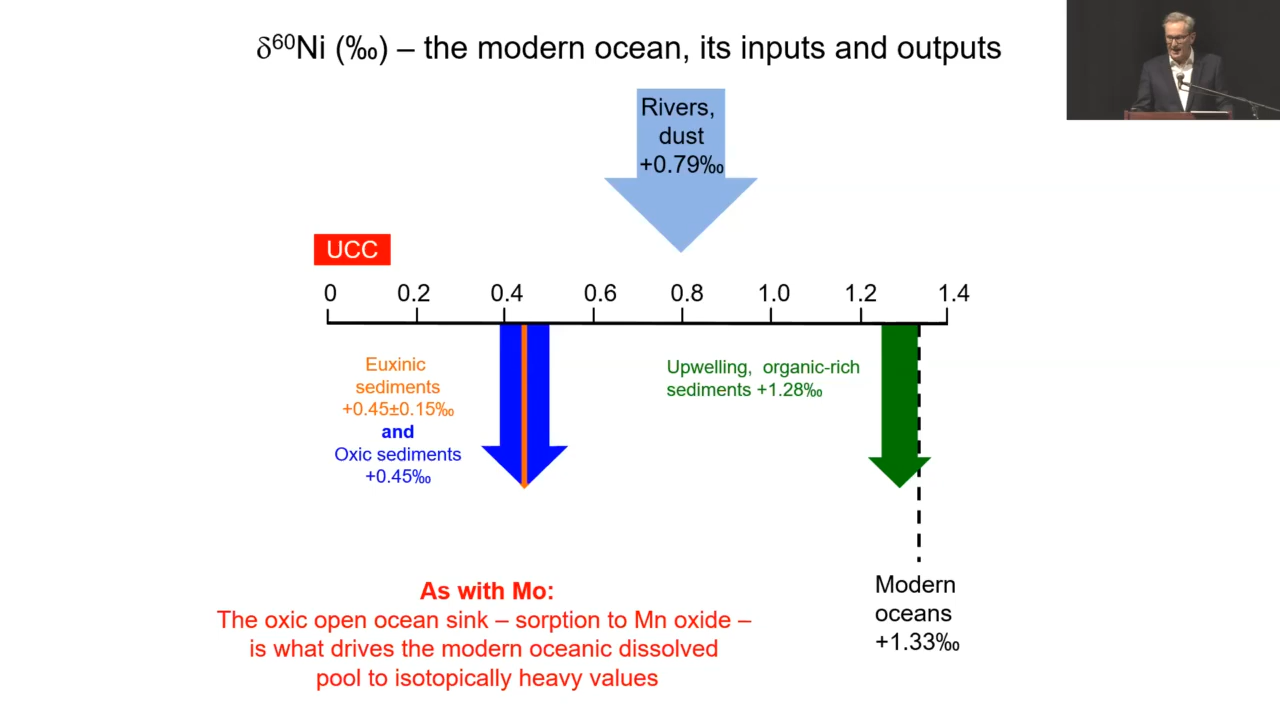 δ⁶⁰Ni (‰) – the modern ocean, its inputs and outputs
Rivers,
dust
+0.79‰
UCC
0 0.2 0.4 0.6 0.8 1.0 1.2 1.4
Euxinic
sediments
+0.45±0.15‰
and
Oxic sediments
+0.45‰
Upwelling, organic-rich
sediments +1.28‰
As with Mo:
The oxic open ocean sink – sorption to Mn oxide –
is what drives the modern oceanic dissolved
pool to isotopically heavy values
Modern
oceans
+1.33‰